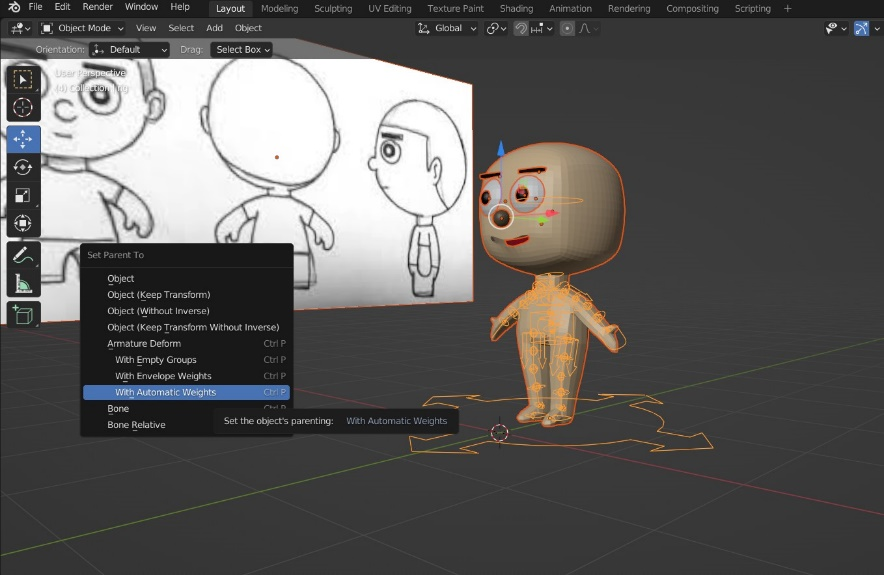 File Edit Render Window Help Layout Modeling Sculpting UV Editing Texture Paint Shading Animation Rendering Compositing Scripting +
Object Mode View Select Add Object Global
Orientation: Default Drag: Select Box
User Perspective
Set Parent To
Object
Object (Keep Transform)
Object (Without Inverse)
Object (Keep Transform Without Inverse)
Armature Deform Ctrl P
With Empty Groups Ctrl P
With Envelope Weights Ctrl P
With Automatic Weights Ctrl P
Bone Ctrl P
Set the object's parenting: With Automatic Weights
Bone Relative